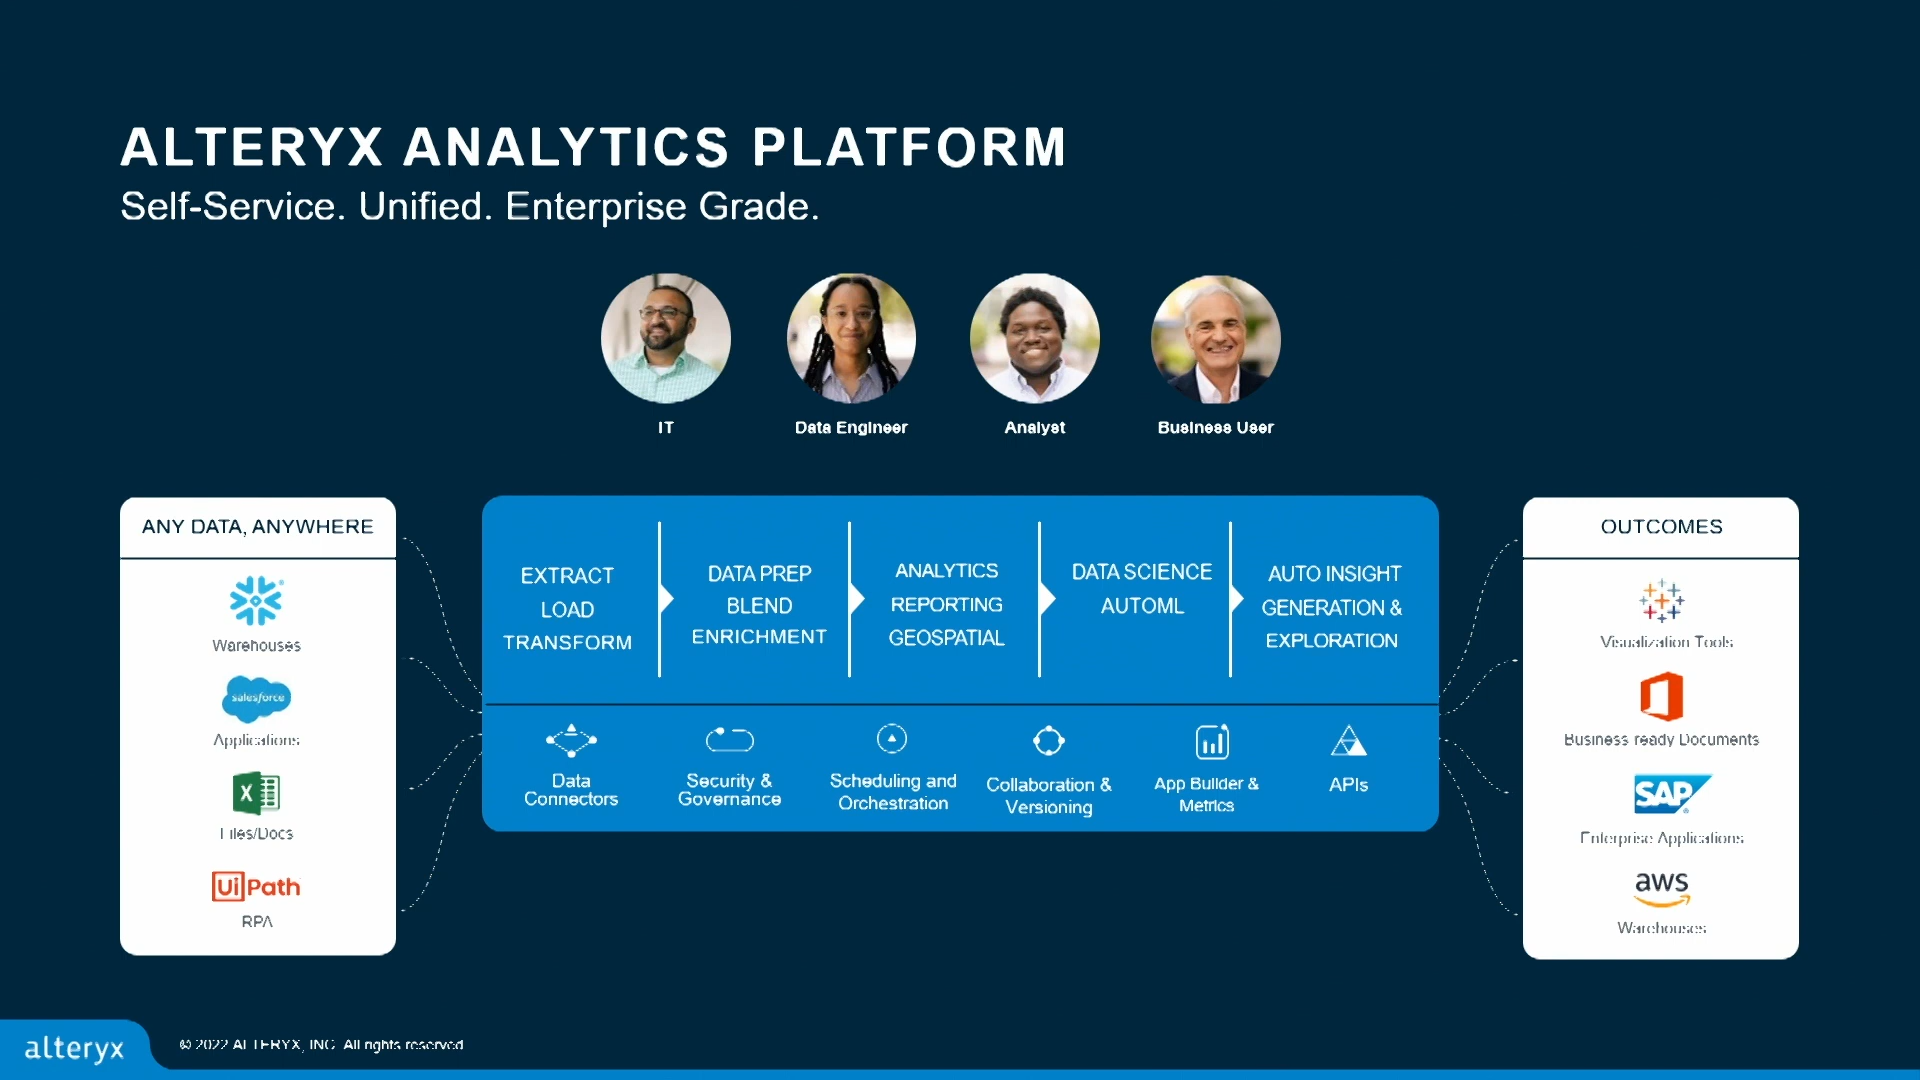 ALTERYX ANALYTICS PLATFORM
Self-Service. Unified. Enterprise Grade.
IT
Data Engineer
Analyst
Business User
ANY DATA, ANYWHERE
Warehouses
salesforce
Applications
X
Files/Docs
UiPath
RPA
EXTRACT
LOAD
TRANSFORM
DATA PREP
BLEND
ENRICHMENT
ANALYTICS
REPORTING
GEOSPATIAL
DATA SCIENCE
AUTOML
AUTO INSIGHT
GENERATION &
EXPLORATION
Data
Connectors
Security &
Governance
Scheduling and
Orchestration
Collaboration &
Versioning
App Builder &
Metrics
APIs
OUTCOMES
Visualization Tools
Business ready Documents
SAP
Enterprise Applications
aws
Warehouses
alteryx
© 2022 ALTERYX, INC. All rights reserved